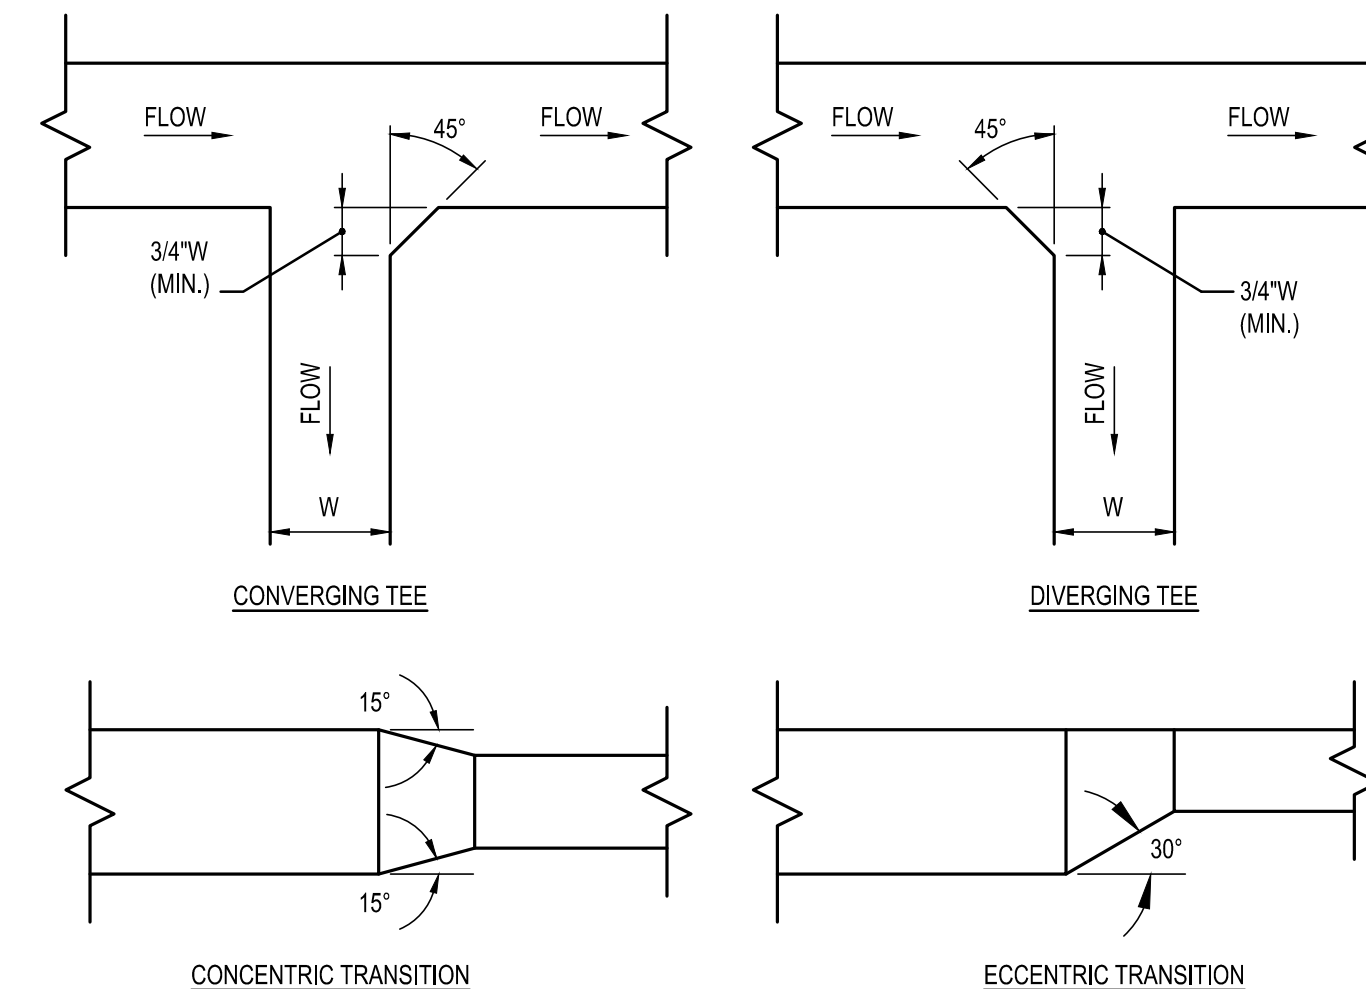 FLOW
FLOW
45°
3/4"W
(MIN.)
FLOW
W
CONVERGING TEE
FLOW
FLOW
45°
3/4"W
(MIN.)
FLOW
W
DIVERGING TEE
15°
15°
CONCENTRIC TRANSITION
30°
ECCENTRIC TRANSITION